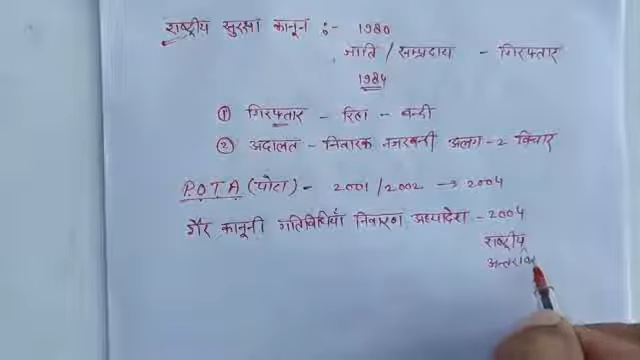 राष्ट्रीय सुरक्षा कानून :- 1980
जाति / सम्प्रदाय - गिरफ्तार
1984
① गिरफ्तार - रिहा - बन्दी
② अदालत - निवारक नजरबन्दी अलग-2 विचार
P.O.T.A (पोटा) - 2001/2002 → 2004
गैर कानूनी गतिविधियाँ निवारण अध्यादेश - 2004
राष्ट्रीय